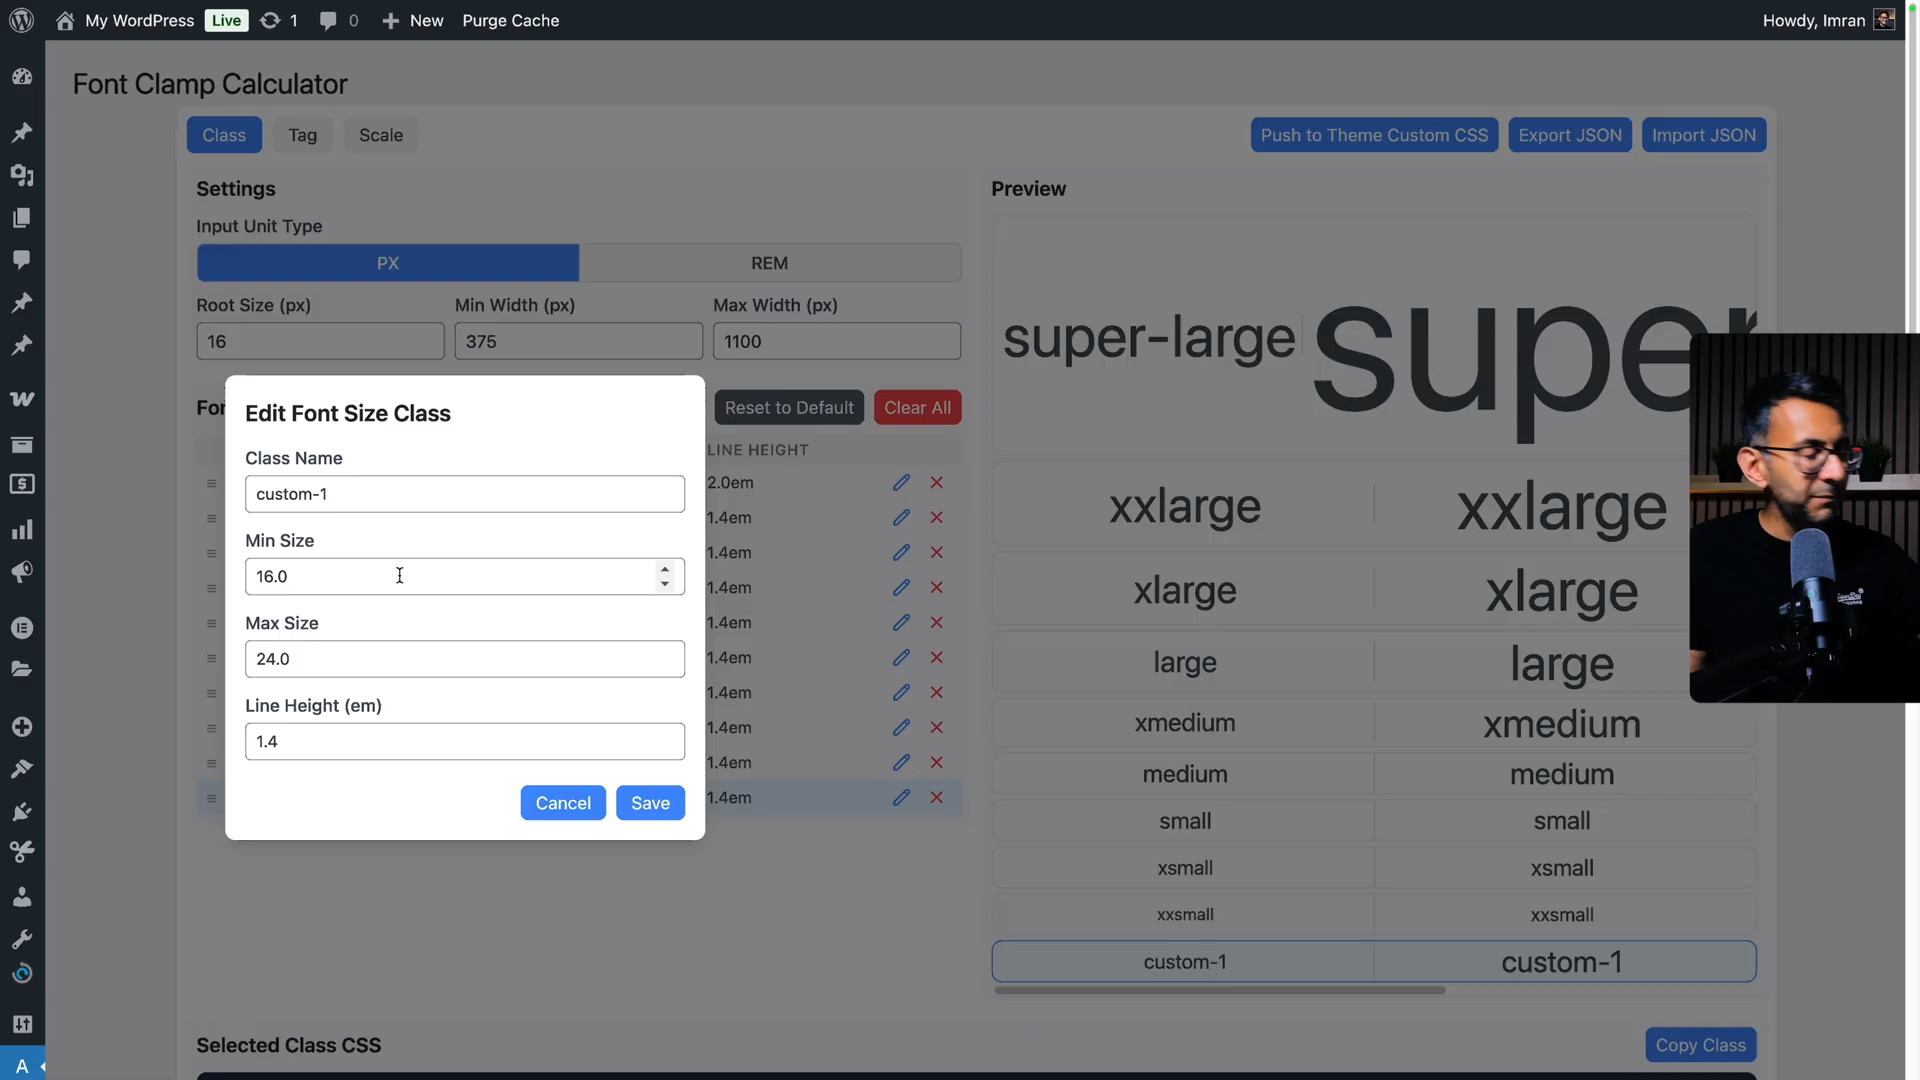 My WordPress Live 1 0 New Purge Cache Howdy, Imran
Font Clamp Calculator
Class Tag Scale Push to Theme Custom CSS Export JSON Import JSON
Settings
Input Unit Type
PX REM
Root Size (px) Min Width (px) Max Width (px)
16 375 1100
For Reset to Default Clear All
LINE HEIGHT
2.0em
1.4em
1.4em
1.4em
1.4em
1.4em
1.4em
1.4em
1.4em
1.4em
Edit Font Size Class
Class Name
custom-1
Min Size
16.0
Max Size
24.0
Line Height (em)
1.4
Cancel Save
Preview
super-large super
xxlarge xxlarge
xlarge xlarge
large large
xmedium xmedium
medium medium
small small
xsmall xsmall
xxsmall xxsmall
custom-1 custom-1
Selected Class CSS Copy Class
A